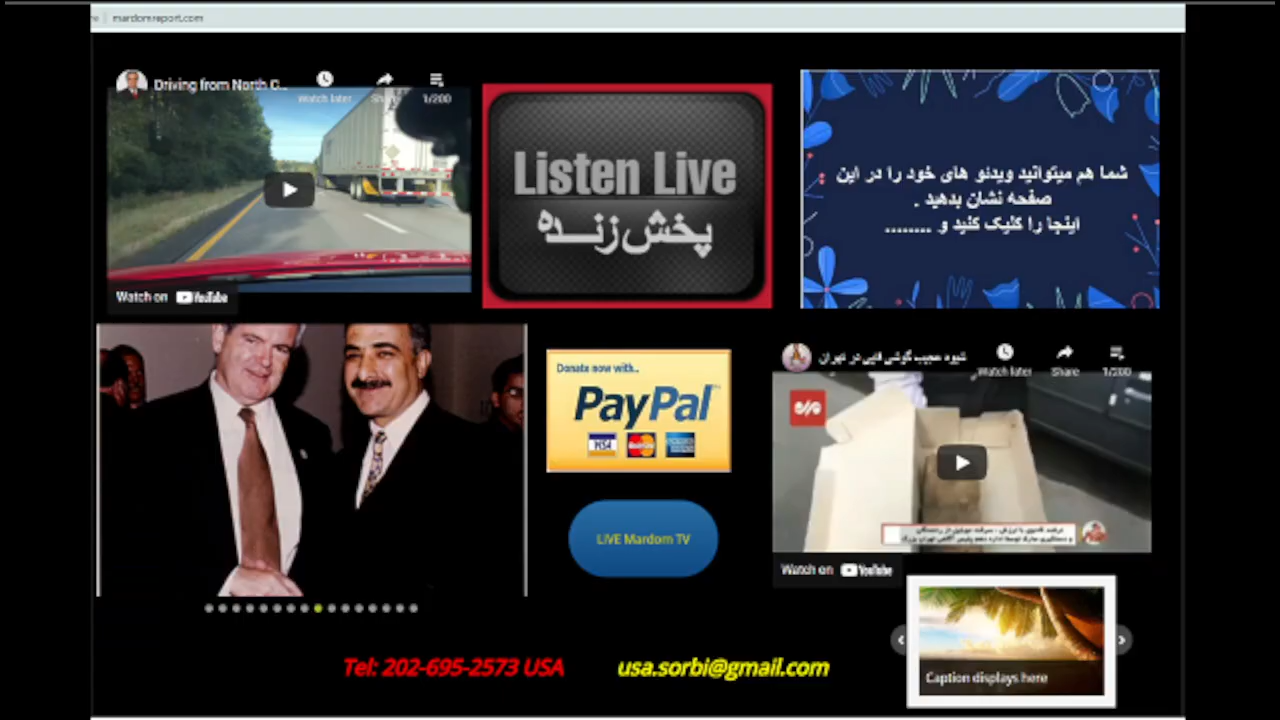 mardomreport.com
Driving from North C...
Watch later
Share
1/200
Watch on YouTube
Listen Live
پخش زنده
شما هم میتوانید ویدئو های خود را در این
صفحه نشان بدهید .
اینجا را کلیک کنید و ........
Donate now with..
PayPal
VISA
MasterCard
شیوه عجیب گوشی قاپی در تهران
Watch later
Share
1/200
LIVE Mardom TV
Watch on YouTube
Caption displays here
Tel: 202-695-2573 USA
usa.sorbi@gmail.com